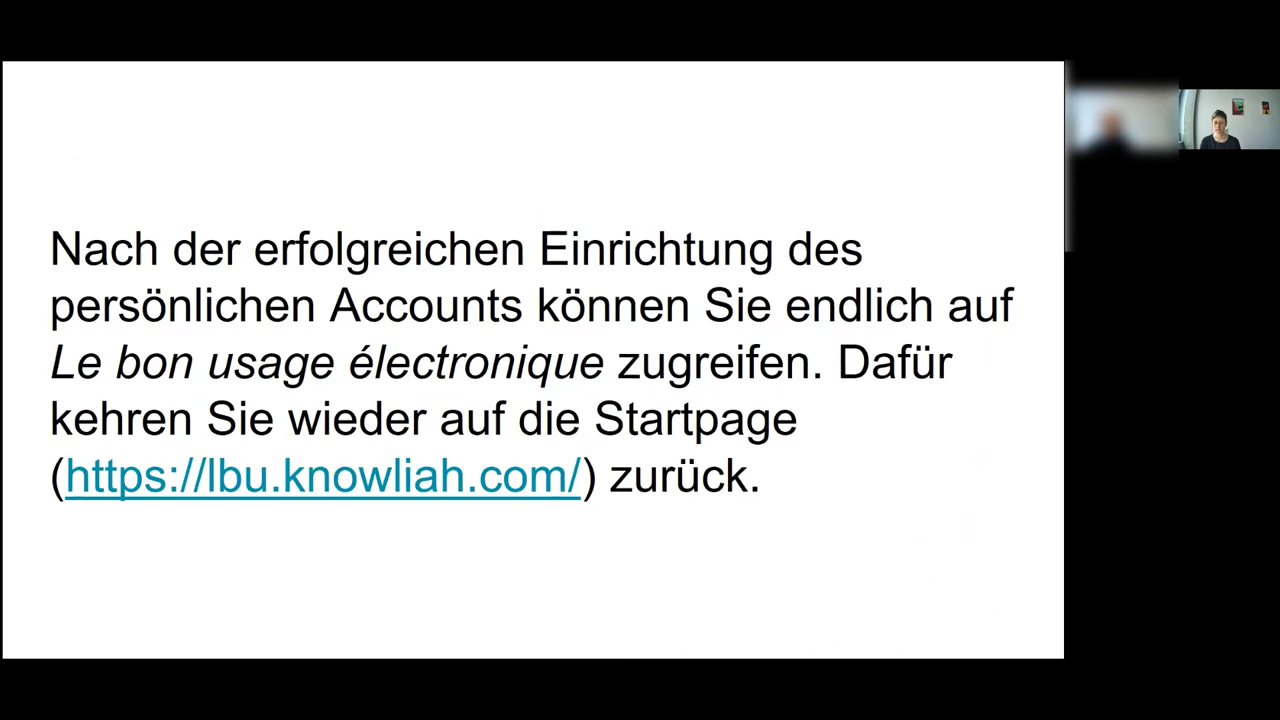 Nach der erfolgreichen Einrichtung des
persönlichen Accounts können Sie endlich auf
Le bon usage électronique zugreifen. Dafür
kehren Sie wieder auf die Startpage
(https://lbu.knowliah.com/) zurück.